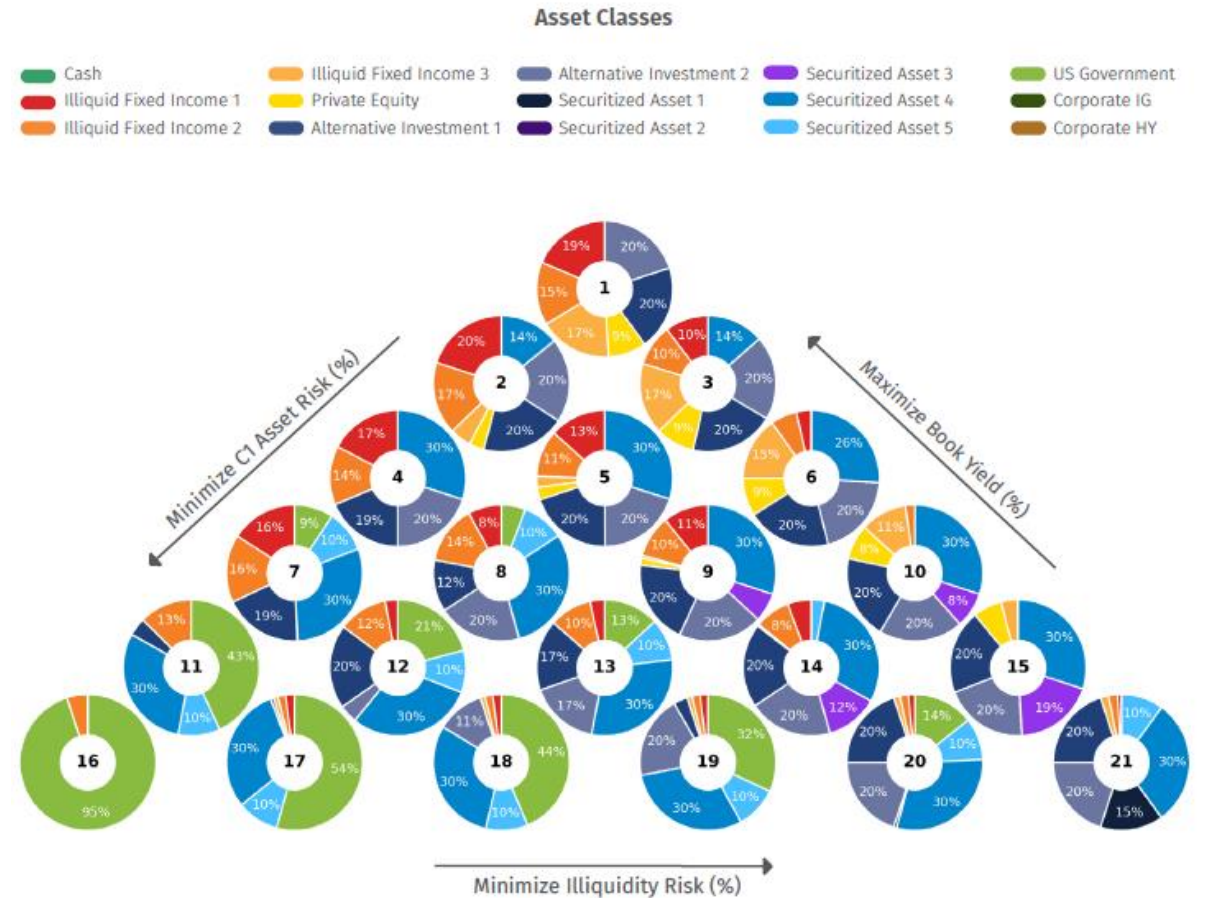 Asset Classes
Cash
Illiquid Fixed Income 3
Alternative Investment 2
Securitized Asset 3
US Government
Illiquid Fixed Income 1
Private Equity
Securitized Asset 1
Securitized Asset 4
Corporate IG
Illiquid Fixed Income 2
Alternative Investment 1
Securitized Asset 2
Securitized Asset 5
Corporate HY
19% 20%
1
15% 20%
17% 9%
20% 14% 10% 14%
10%
2 20% 3 20%
17% 17%
20% 9% 20%
Minimize C1 Asset Risk (%)
Maximize Book Yield (%)
17% 30% 13% 30% 26%
11% 15%
4 5 6
14% 9%
19% 20% 20% 20% 20% 20%
16% 9% 10% 8% 10% 11% 30% 11% 30%
14% 10% 8%
7 8 9 10
16% 12% 8%
19% 30% 20% 30% 20% 20% 20% 20%
13% 43% 12% 21% 10% 13% 10% 8% 30% 30%
11 12 13 14 15
20% 10% 17% 20% 20%
30% 10% 30% 17% 30% 20% 12% 20% 19%
11% 44% 20% 32% 20% 14% 10% 20% 10%
30% 30%
16 17 54% 18 19 20 21
95% 10% 30% 10% 30% 10% 20% 30% 20% 15%
Minimize Illiquidity Risk (%)